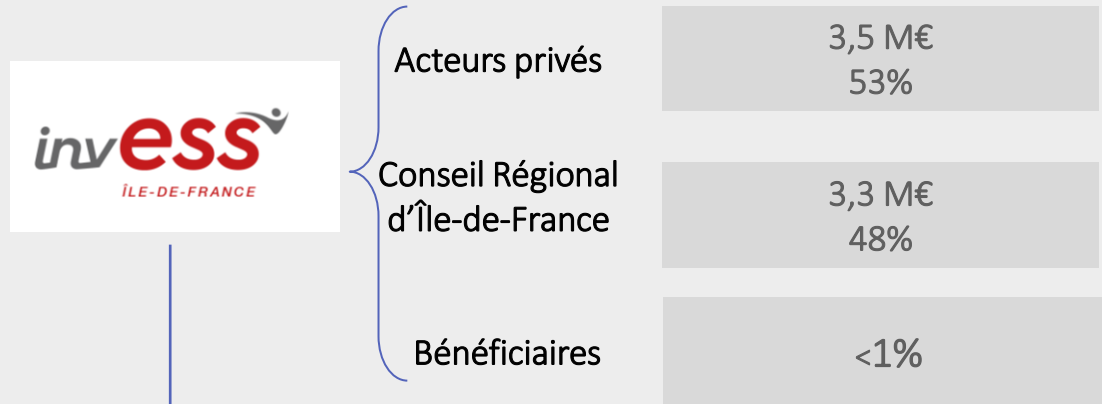 invESS
ÎLE-DE-FRANCE
Acteurs privés
3,5 M€
53%
Conseil Régional
d’Île-de-France
3,3 M€
48%
Bénéficiaires
<1%